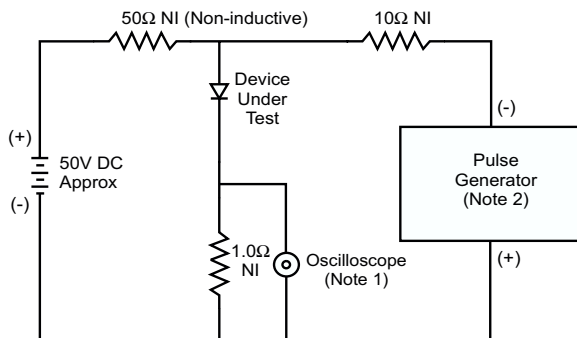 50Ω NI (Non-inductive)
10Ω NI
Device
Under
Test
(-)
(+)
50V DC
Approx
(-)
Pulse
Generator
(Note 2)
1.0Ω
NI
Oscilloscope
(Note 1)
(+)